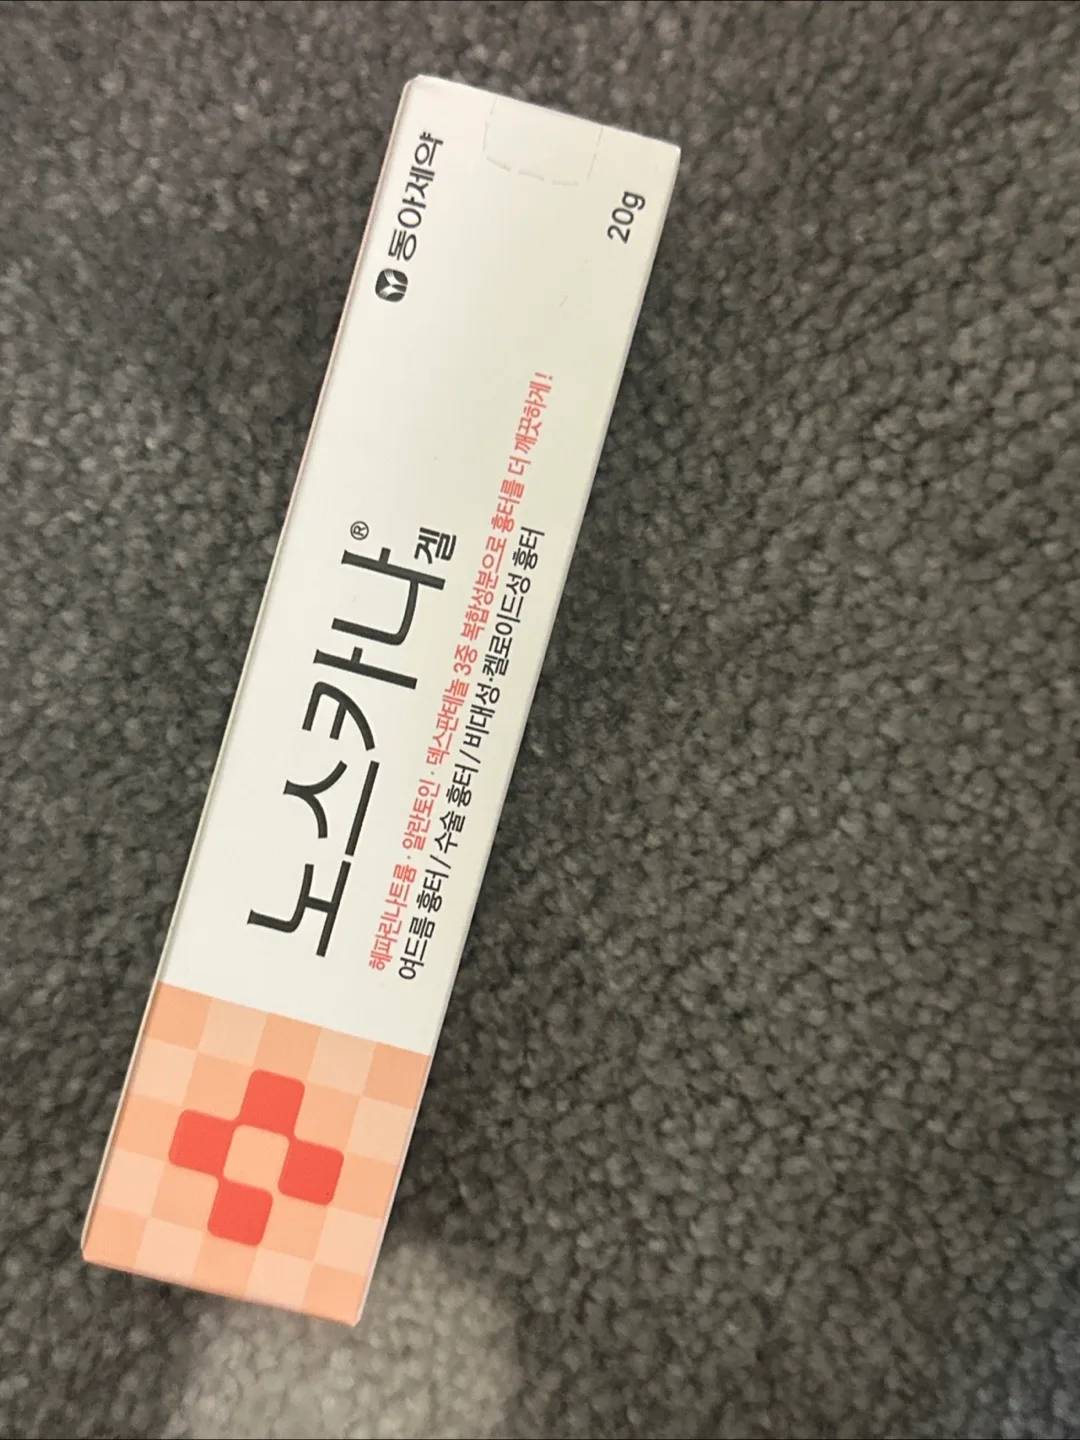 동아제약
20g
노스카나® 겔
헤파린나트륨 · 알란토인 · 덱스판테놀 3중 복합성분으로 흉터를 더 깨끗하게!
여드름 흉터 / 수술 흉터 / 비대성·켈로이드성 흉터